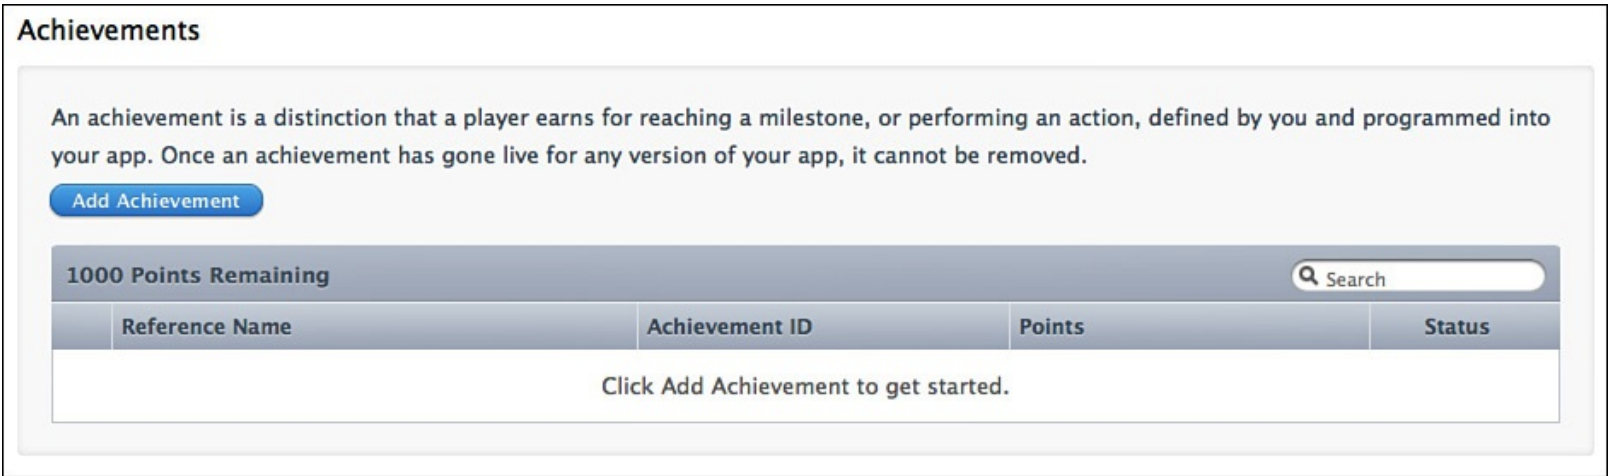 Achievements
An achievement is a distinction that a player earns for reaching a milestone, or performing an action, defined by you and programmed into
your app. Once an achievement has gone live for any version of your app, it cannot be removed.
Add Achievement
1000 Points Remaining
Search
Reference Name Achievement ID Points Status
Click Add Achievement to get started.